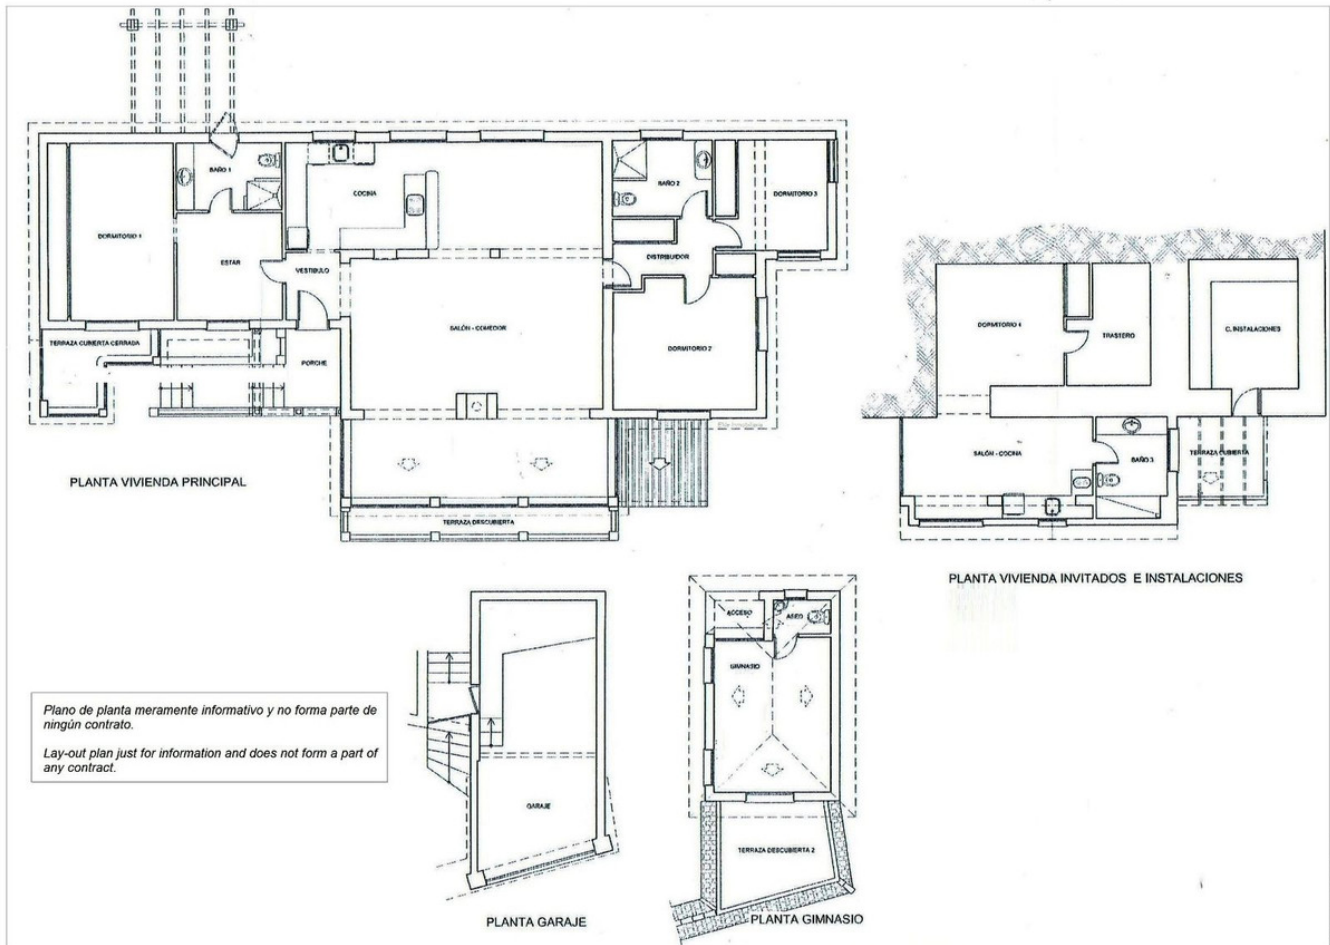 BAÑO 1
COCINA
BAÑO 2
DORMITORIO 3
DORMITORIO 1
ESTAR
VESTIBULO
DISTRIBUIDOR
SALÓN - COMEDOR
DORMITORIO 2
TERRAZA CUBIERTA CERRADA
PORCHE
TERRAZA DESCUBIERTA
PLANTA VIVIENDA PRINCIPAL
DORMITORIO 4
TRASTERO
C. INSTALACIONES
SALÓN - COCINA
BAÑO 3
TERRAZA CUBIERTA
PLANTA VIVIENDA INVITADOS E INSTALACIONES
ACCESO
ASEO
GIMNASIO
GARAJE
TERRAZA DESCUBIERTA 2
PLANTA GARAJE
PLANTA GIMNASIO
Plano de planta meramente informativo y no forma parte de
ningún contrato.
Lay-out plan just for information and does not form a part of
any contract.